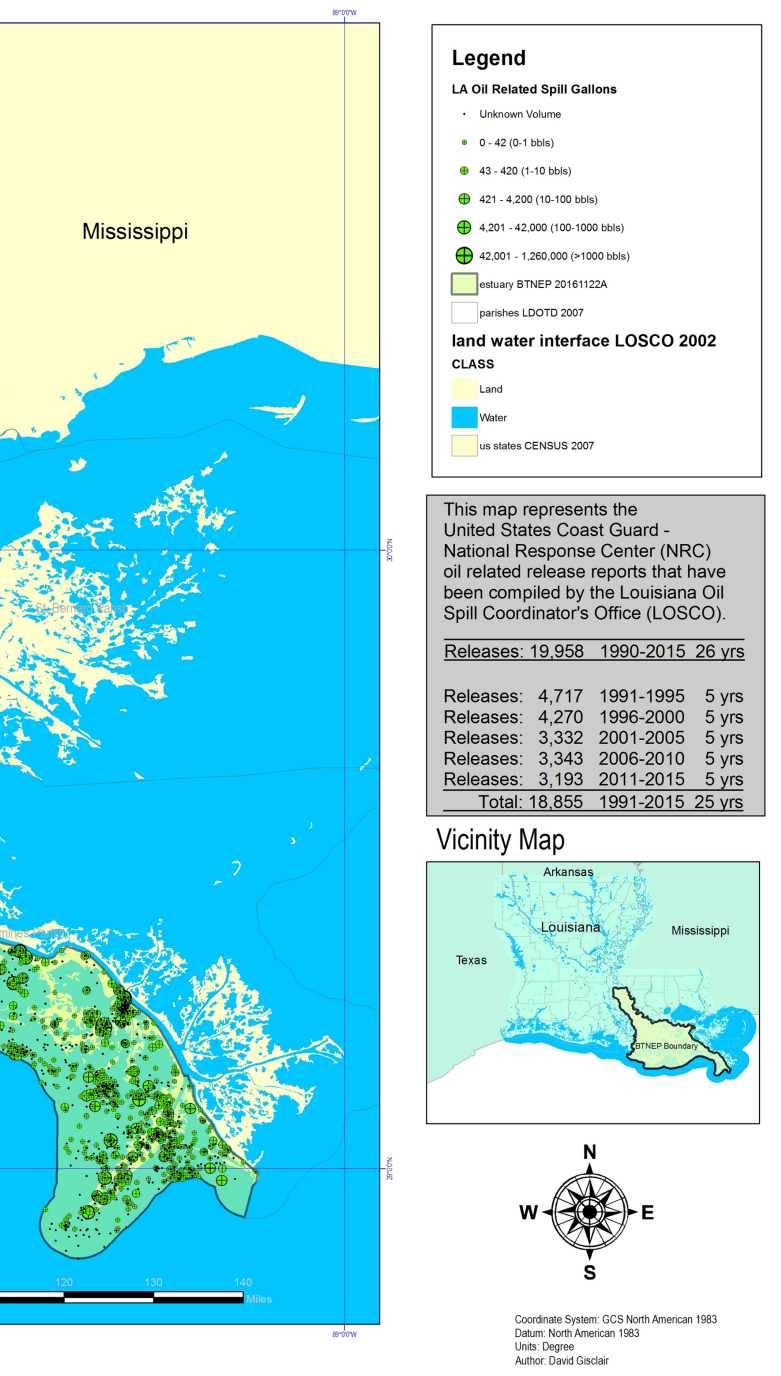 89°0'0"W
Mississippi
30°0'0"N
St. Bernard Parish
29°0'0"N
120 130 140
Miles
89°0'0"W
Legend
LA Oil Related Spill Gallons
Unknown Volume
0 - 42 (0-1 bbls)
43 - 420 (1-10 bbls)
421 - 4,200 (10-100 bbls)
4,201 - 42,000 (100-1000 bbls)
42,001 - 1,260,000 (>1000 bbls)
estuary BTNEP 20161122A
parishes LDOTD 2007
land water interface LOSCO 2002
CLASS
Land
Water
us states CENSUS 2007
This map represents the
United States Coast Guard -
National Response Center (NRC)
oil related release reports that have
been compiled by the Louisiana Oil
Spill Coordinator's Office (LOSCO).
Releases: 19,958 1990-2015 26 yrs
Releases: 4,717 1991-1995 5 yrs
Releases: 4,270 1996-2000 5 yrs
Releases: 3,332 2001-2005 5 yrs
Releases: 3,343 2006-2010 5 yrs
Releases: 3,193 2011-2015 5 yrs
Total: 18,855 1991-2015 25 yrs
Vicinity Map
Arkansas
Louisiana
Mississippi
Texas
BTNEP Boundary
N
W E
S
Coordinate System: GCS North American 1983
Datum: North American 1983
Units: Degree
Author: David Gisclair